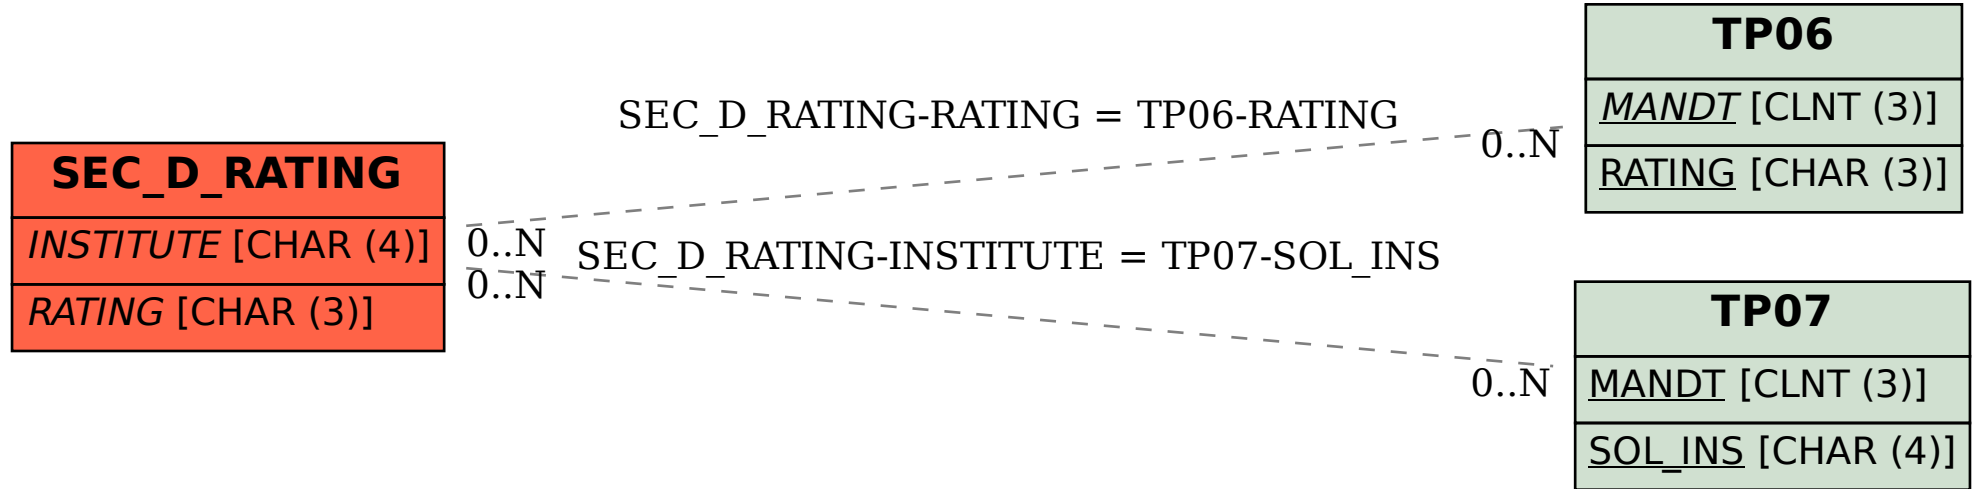 SEC_D_RATING
INSTITUTE [CHAR (4)]
RATING [CHAR (3)]
SEC_D_RATING-RATING = TP06-RATING
0..N
0..N
SEC_D_RATING-INSTITUTE = TP07-SOL_INS
0..N
0..N
TP06
MANDT [CLNT (3)]
RATING [CHAR (3)]
TP07
MANDT [CLNT (3)]
SOL_INS [CHAR (4)]